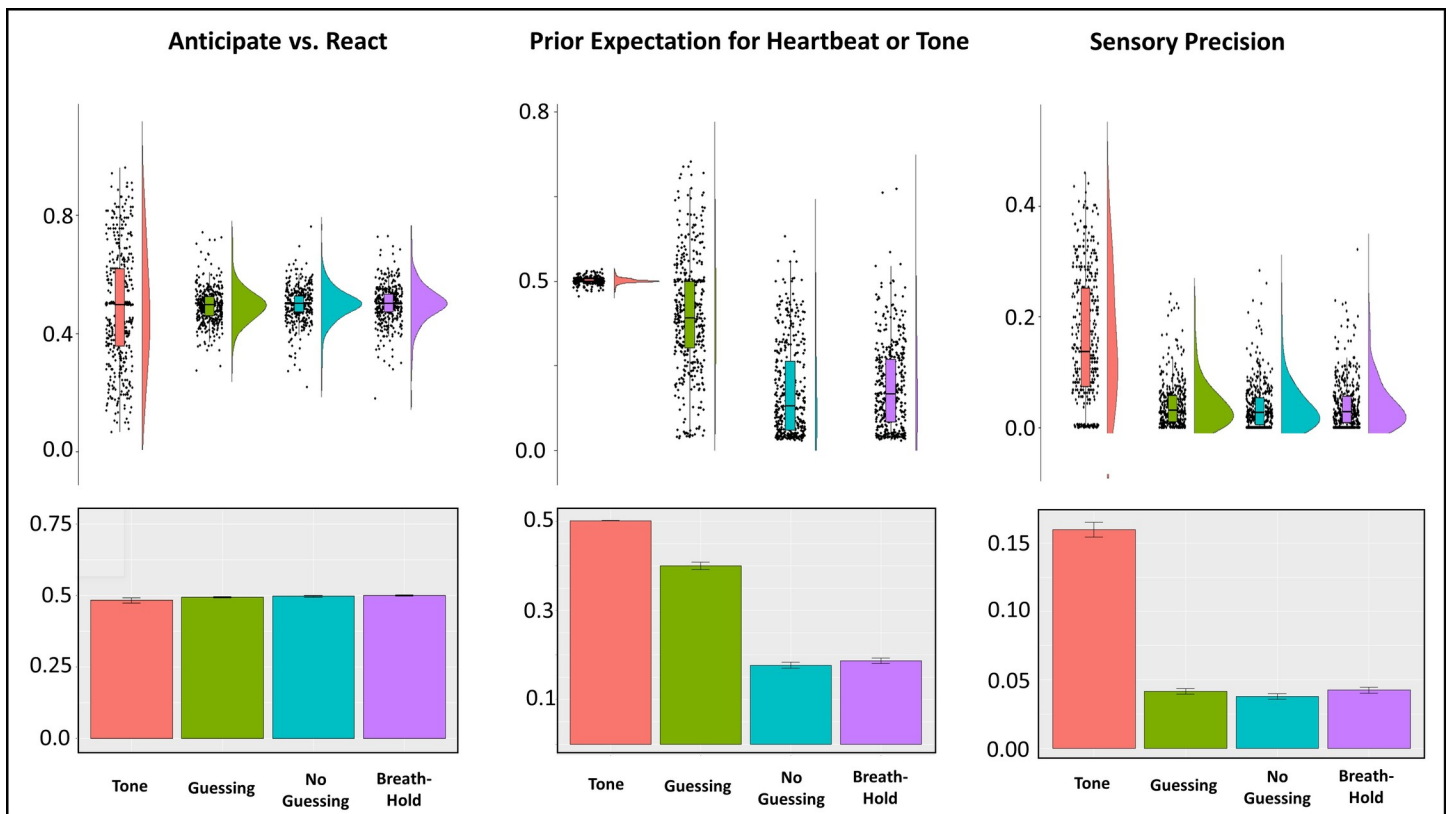 Anticipate vs. React
Prior Expectation for Heartbeat or Tone
Sensory Precision
0.8
0.4
0.0
0.8
0.5
0.0
0.4
0.2
0.0
0.75
0.5
0.25
0.0
0.5
0.3
0.1
0.15
0.10
0.05
0.00
Tone
Guessing
No
Guessing
Breath-
Hold
Tone
Guessing
No
Guessing
Breath-
Hold
Tone
Guessing
No
Guessing
Breath-
Hold